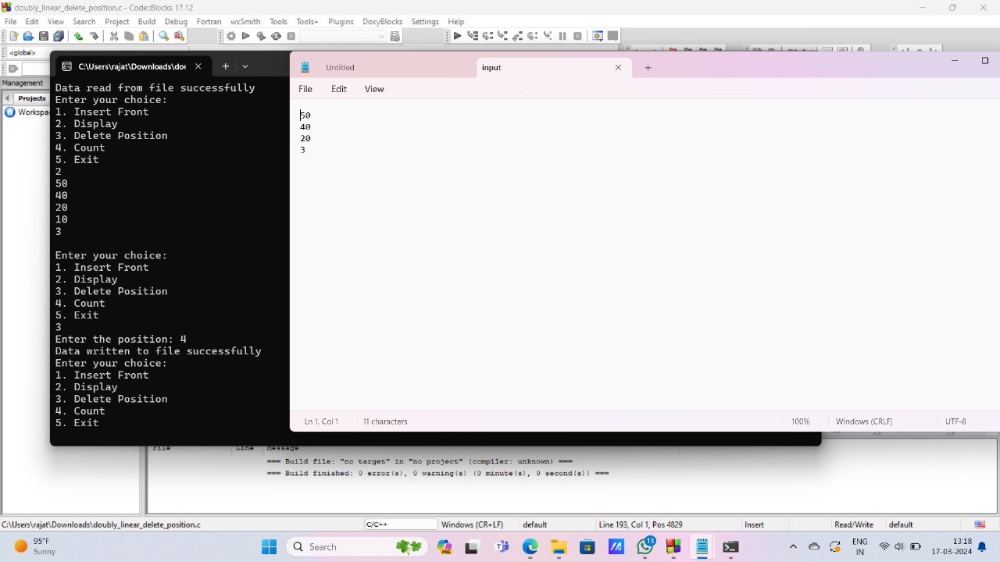 doubly_linear_delete_position.c - Code::Blocks 17.12
File Edit View Search Project Build Debug Fortran wxSmith Tools Tools+ Plugins DoxyBlocks Settings Help
<global>
Management
Projects
Workspa
C:\Users\rajat\Downloads\dou
Data read from file successfully
Enter your choice:
1. Insert Front
2. Display
3. Delete Position
4. Count
5. Exit
2
50
40
20
10
3
Enter your choice:
1. Insert Front
2. Display
3. Delete Position
4. Count
5. Exit
3
Enter the position: 4
Data written to file successfully
Enter your choice:
1. Insert Front
2. Display
3. Delete Position
4. Count
5. Exit
Untitled input
File Edit View
50
40
20
3
Ln 1, Col 1 11 characters 100% Windows (CRLF) UTF-8
File Line Message
=== Build file: "no target" in "no project" (compiler: unknown) ===
=== Build finished: 0 error(s), 0 warning(s) (0 minute(s), 0 second(s)) ===
C:\Users\rajat\Downloads\doubly_linear_delete_position.c C/C++ Windows (CR+LF) default Line 193, Col 1, Pos 4829 Insert Read/Write default
95°F
Sunny
Search
13
ENG
IN
13:18
17-03-2024